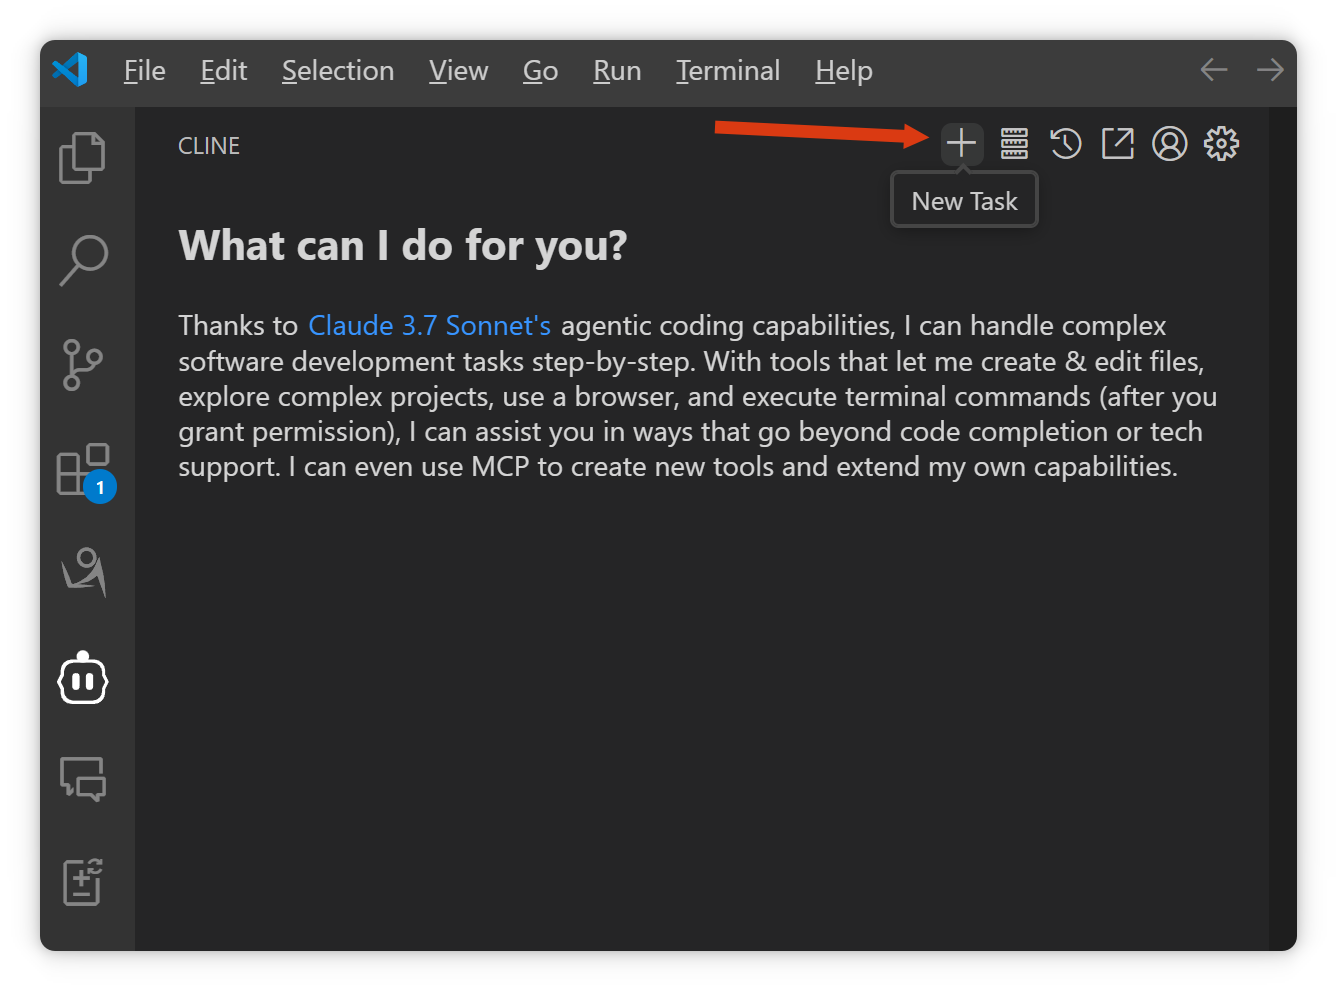 File Edit Selection View Go Run Terminal Help
CLINE
New Task
What can I do for you?
Thanks to Claude 3.7 Sonnet's agentic coding capabilities, I can handle complex
software development tasks step-by-step. With tools that let me create & edit files,
explore complex projects, use a browser, and execute terminal commands (after you
grant permission), I can assist you in ways that go beyond code completion or tech
support. I can even use MCP to create new tools and extend my own capabilities.
1